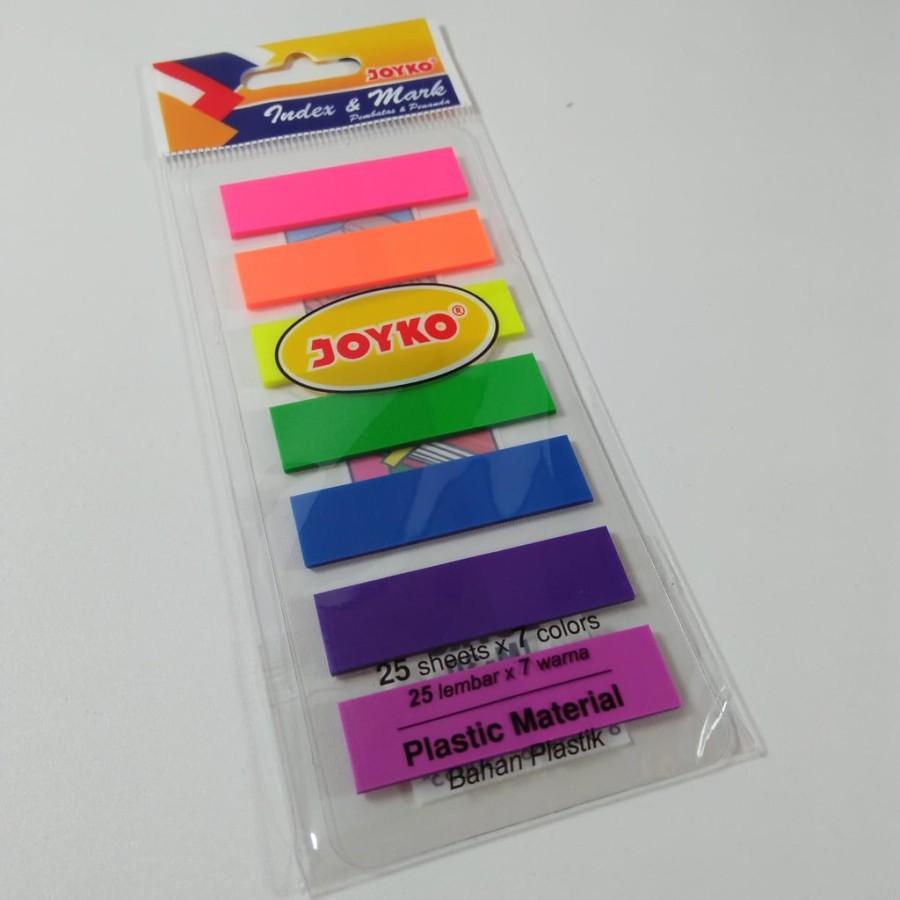 JOYKO®
Index & Mark
Pembatas & Penanda
JOYKO®
25 sheets x 7 colors
25 lembar x 7 warna
Plastic Material
Bahan Plastik